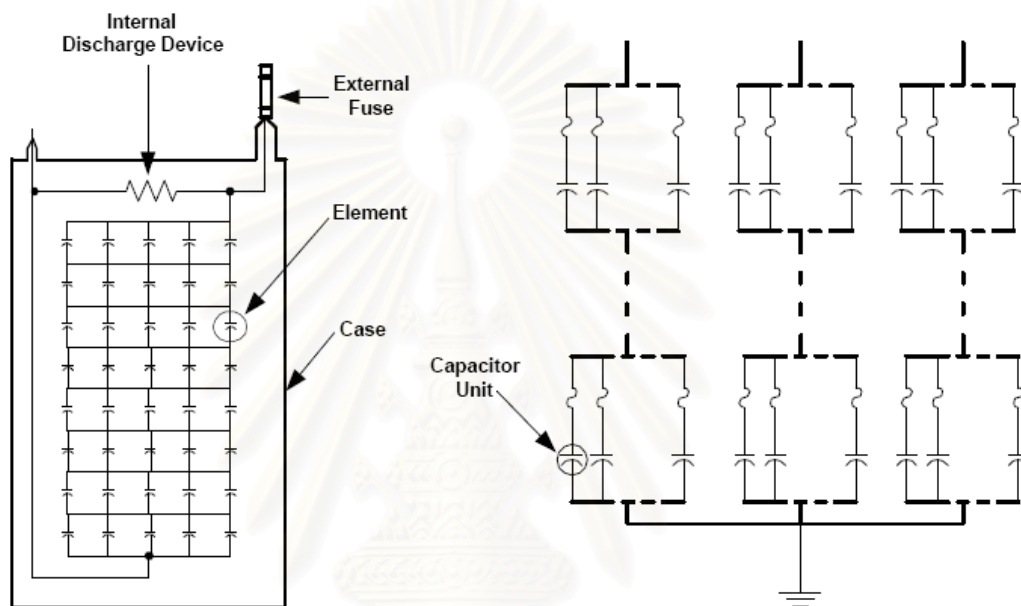 Internal
Discharge Device
External
Fuse
Element
Case
Capacitor
Unit